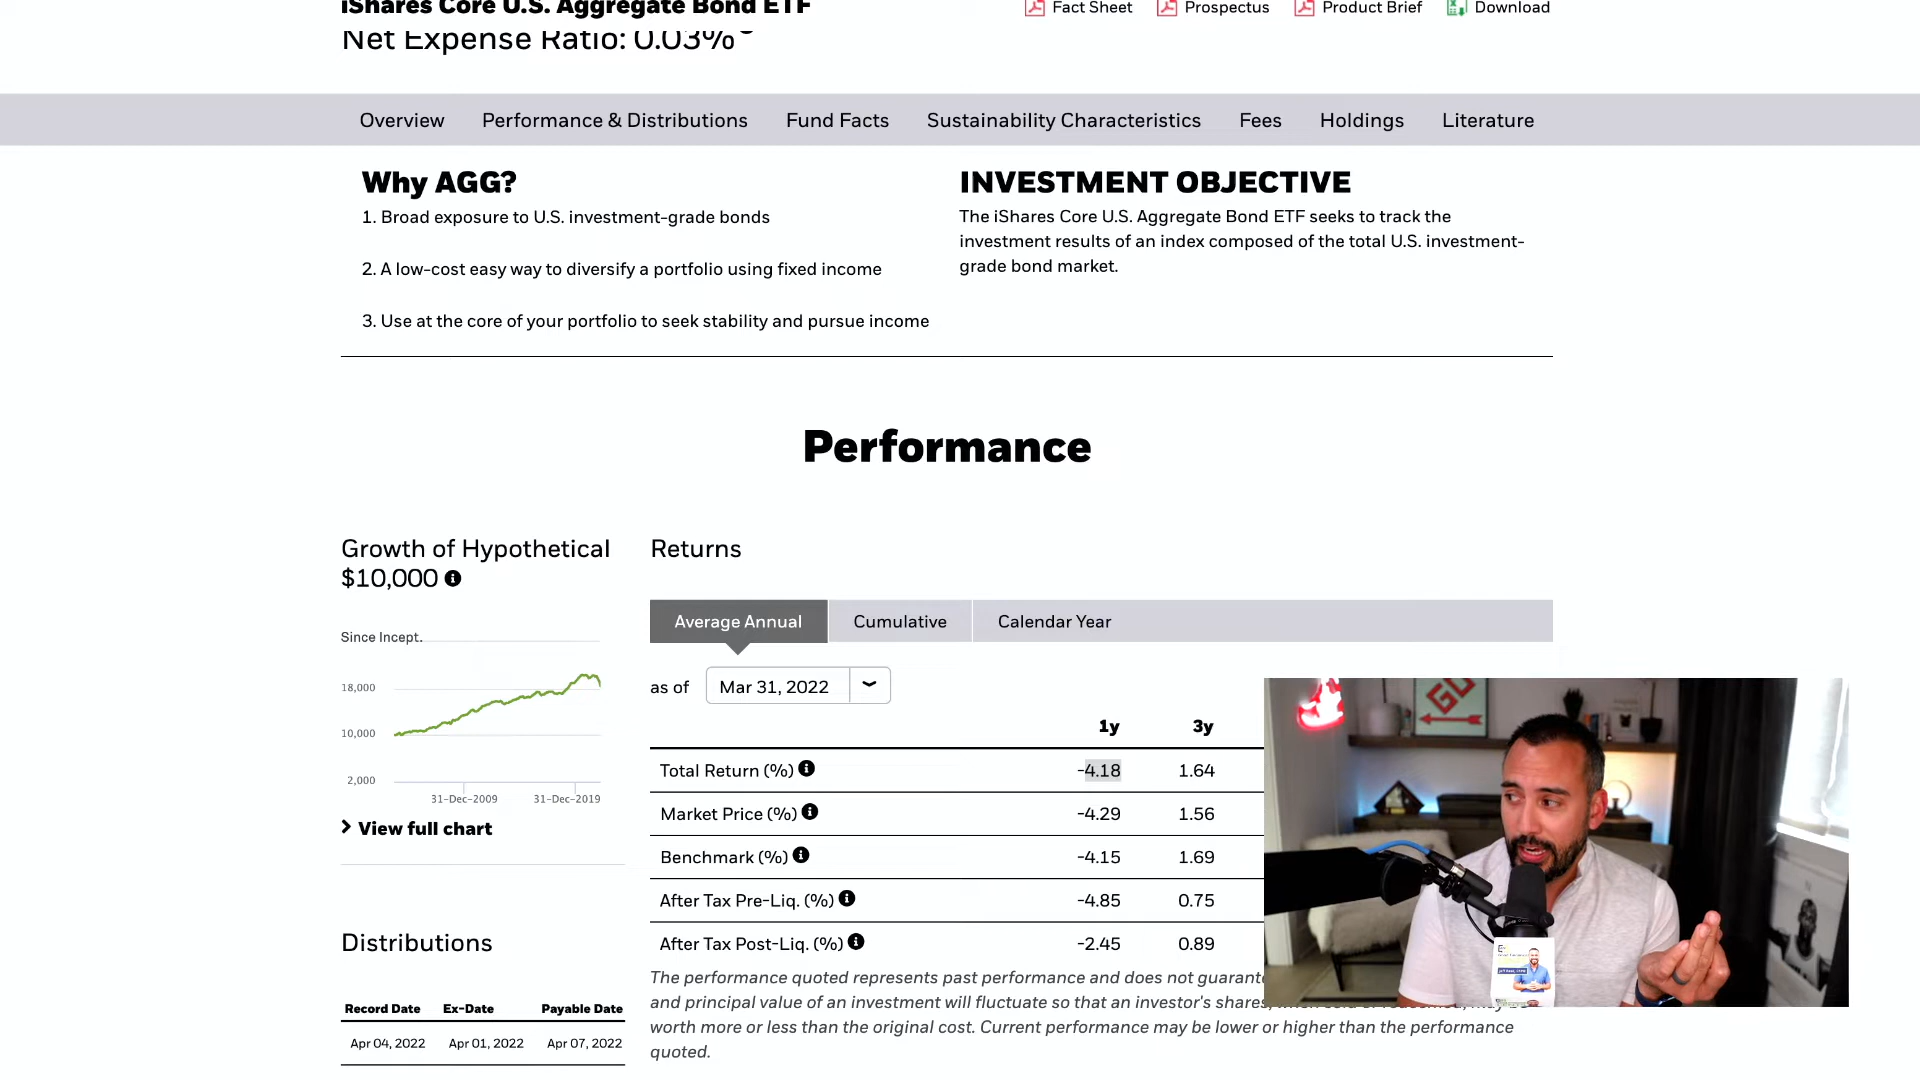 iShares Core U.S. Aggregate Bond ETF
Fact Sheet Prospectus Product Brief Download
Net Expense Ratio: 0.03%
Overview Performance & Distributions Fund Facts Sustainability Characteristics Fees Holdings Literature
Why AGG?
1. Broad exposure to U.S. investment-grade bonds
2. A low-cost easy way to diversify a portfolio using fixed income
3. Use at the core of your portfolio to seek stability and pursue income
INVESTMENT OBJECTIVE
The iShares Core U.S. Aggregate Bond ETF seeks to track the
investment results of an index composed of the total U.S. investment-
grade bond market.
Performance
Growth of Hypothetical
$10,000
Since Incept.
18,000
10,000
2,000
31-Dec-2009 31-Dec-2019
View full chart
Distributions
Record Date Ex-Date Payable Date
Apr 04, 2022 Apr 01, 2022 Apr 07, 2022
Returns
Average Annual Cumulative Calendar Year
as of Mar 31, 2022
1y 3y
Total Return (%) -4.18 1.64
Market Price (%) -4.29 1.56
Benchmark (%) -4.15 1.69
After Tax Pre-Liq. (%) -4.85 0.75
After Tax Post-Liq. (%) -2.45 0.89
The performance quoted represents past performance and does not
and principal value of an investment will fluctuate so that an investor's shares,
worth more or less than the original cost. Current performance may be lower or higher than the performance
quoted.
GO